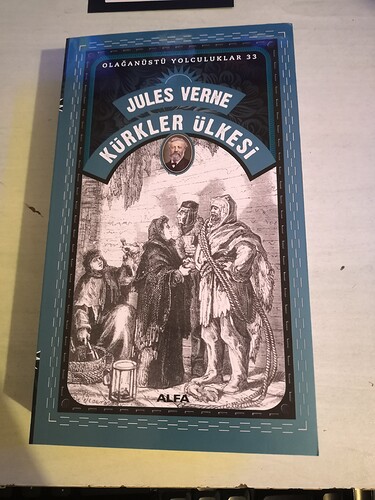 OLAĞANÜSTÜ YOLCULUKLAR 33
JULES VERNE
KÜRKLER ÜLKESİ
ALFA